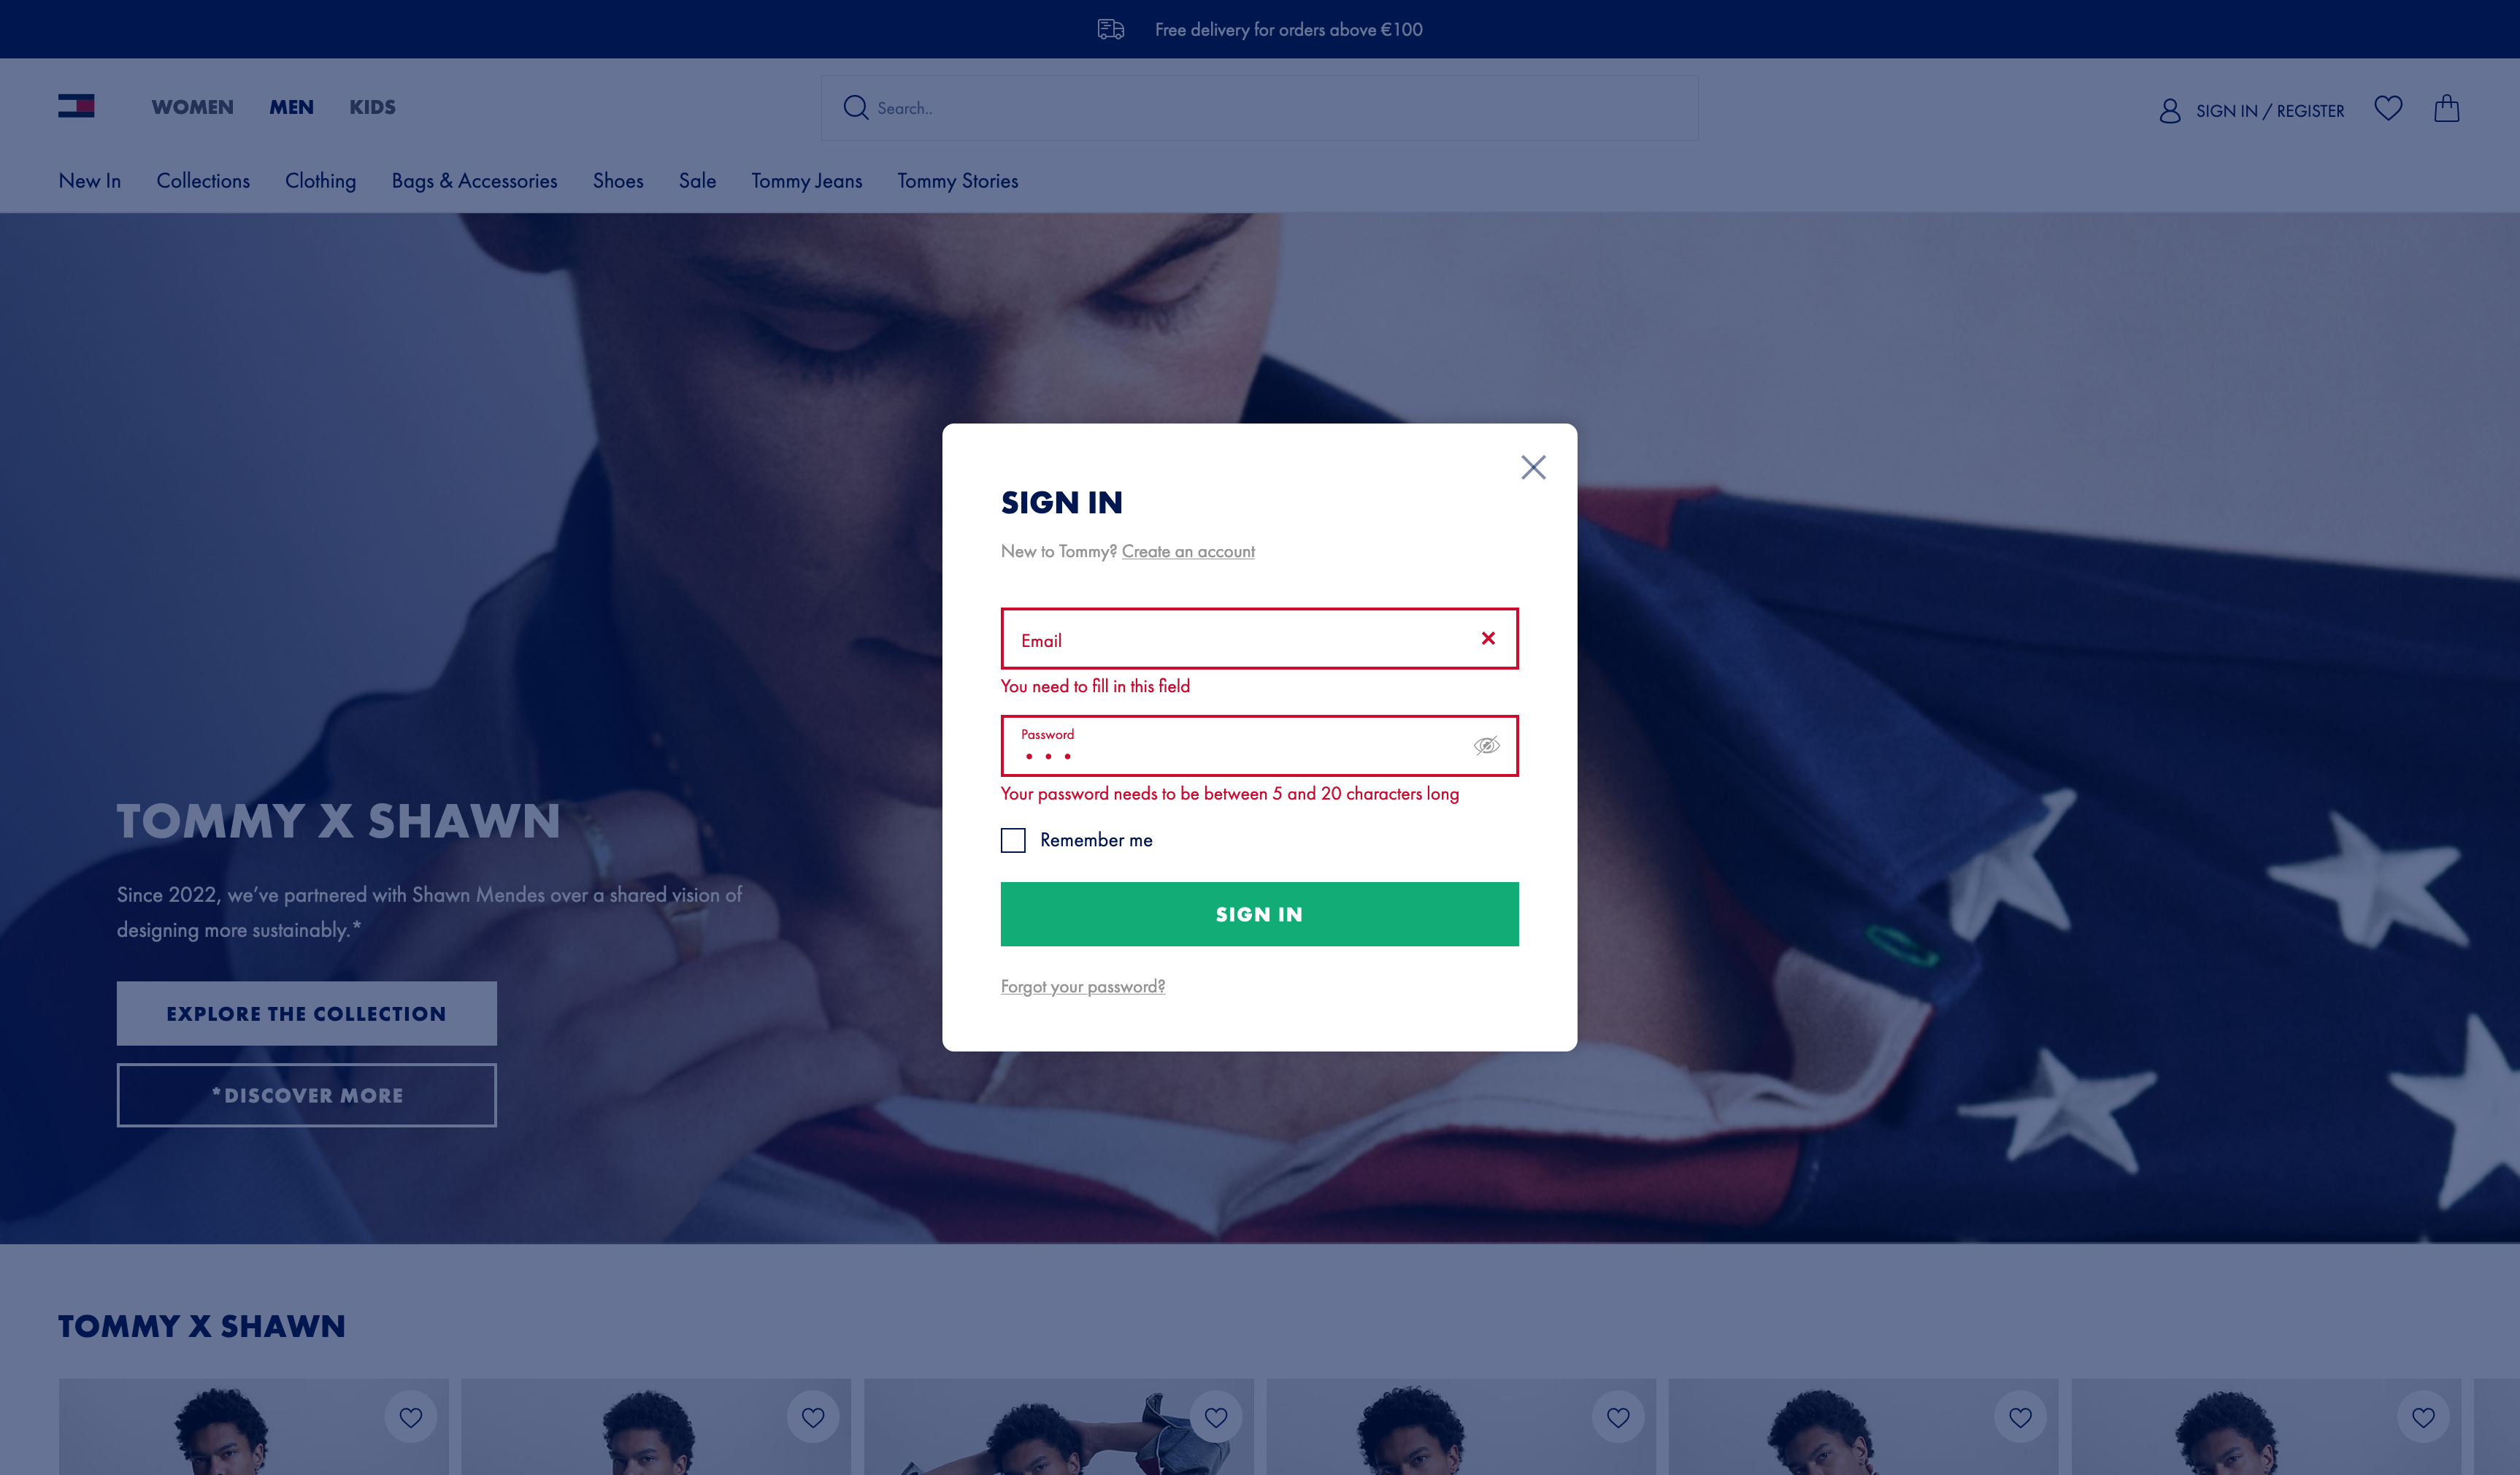 Free delivery for orders above €100
WOMEN MEN KIDS
Search..
SIGN IN / REGISTER
New In Collections Clothing Bags & Accessories Shoes Sale Tommy Jeans Tommy Stories
SIGN IN
New to Tommy? Create an account
Email
You need to fill in this field
Password
Your password needs to be between 5 and 20 characters long
Remember me
SIGN IN
Forgot your password?
TOMMY X SHAWN
Since 2022, we’ve partnered with Shawn Mendes over a shared vision of
designing more sustainably.*
EXPLORE THE COLLECTION
*DISCOVER MORE
TOMMY X SHAWN